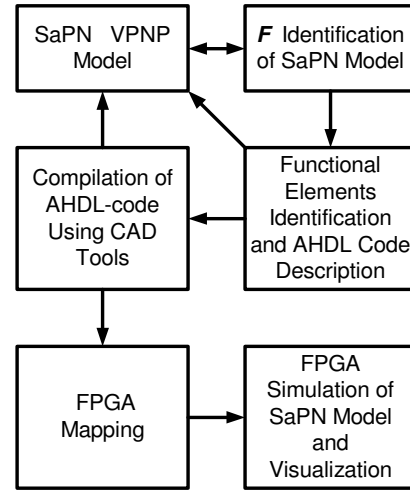 SaPN VPNP
Model
F Identification
of SaPN Model
Compilation of
AHDL-code
Using CAD
Tools
Functional
Elements
Identification
and AHDL Code
Description
FPGA
Mapping
FPGA
Simulation of
SaPN Model
and
Visualization